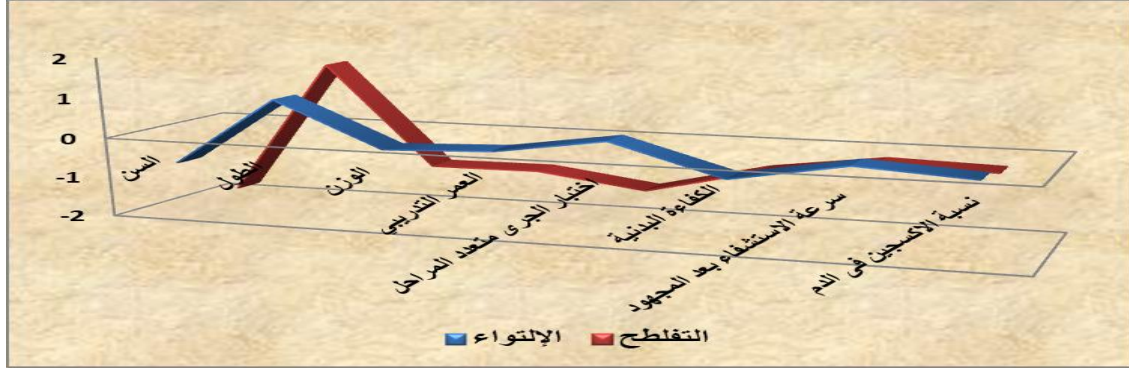 2
1
0
-1
-2
السن
الطول
الوزن
العمر التدريبي
اختبار الجرى متعدد المراحل
الكفاءة البدنية
سرعة الاستشفاء بعد المجهود
نسبة الاكسجين فى الدم
الإلتواء
التفلطح